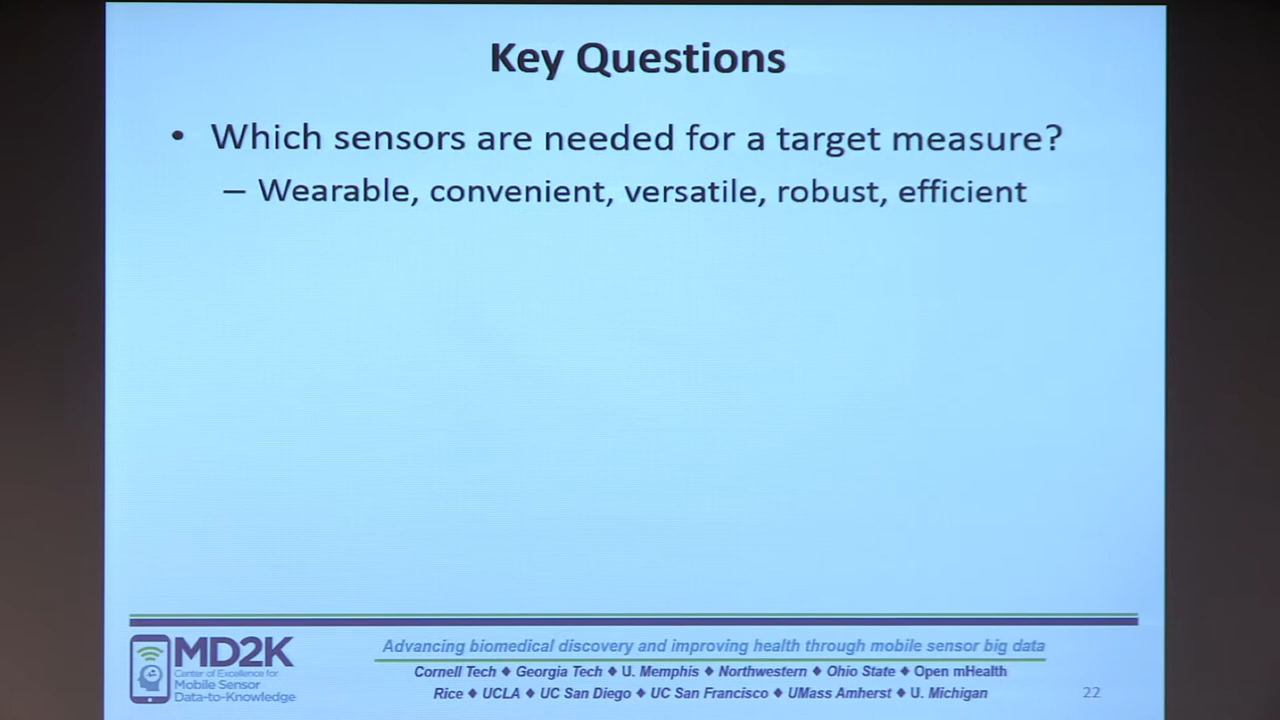 Key Questions
• Which sensors are needed for a target measure?
– Wearable, convenient, versatile, robust, efficient
MD2K
Center of Excellence for
Mobile Sensor
Data-to-Knowledge
Advancing biomedical discovery and improving health through mobile sensor big data
Cornell Tech ◆ Georgia Tech ◆ U. Memphis ◆ Northwestern ◆ Ohio State ◆ Open mHealth
Rice ◆ UCLA ◆ UC San Diego ◆ UC San Francisco ◆ UMass Amherst ◆ U. Michigan
22